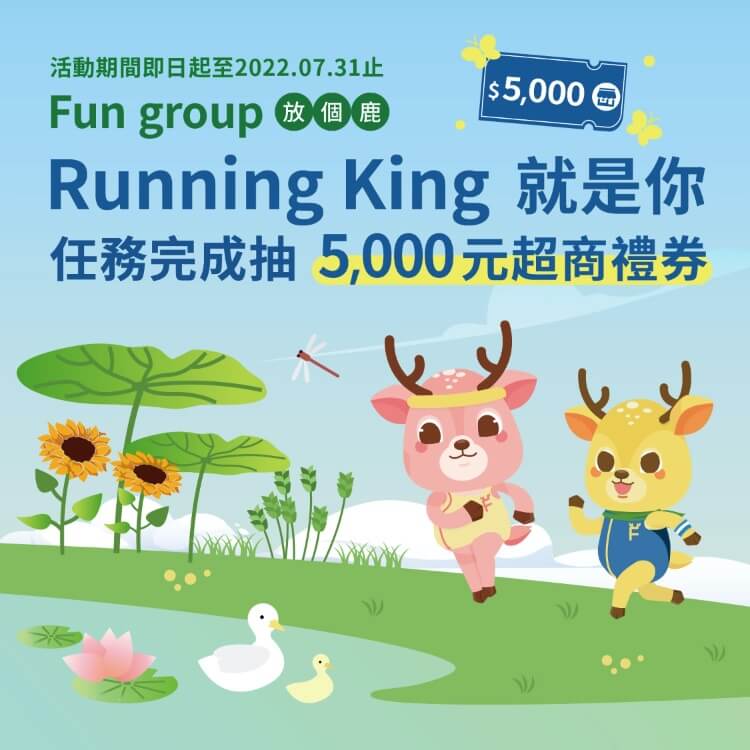 活動期間即日起至2022.07.31止
Fun group 放個鹿
$5,000
Running King 就是你
任務完成抽 5,000元超商禮券